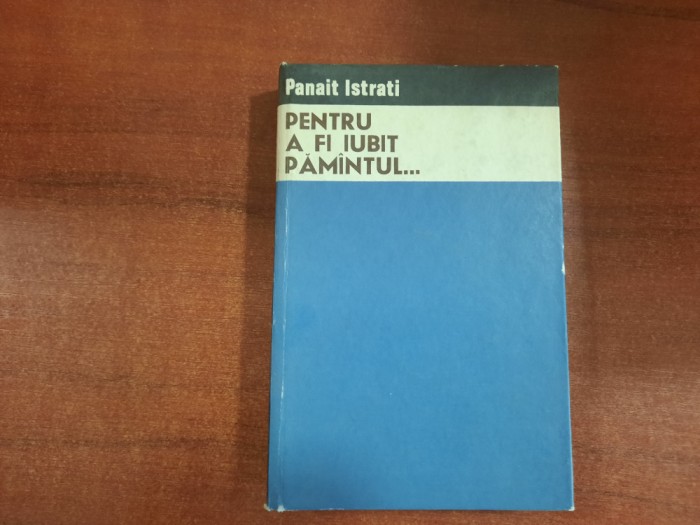 Panait Istrati
PENTRU
A FI IUBIT
PĂMÎNTUL...